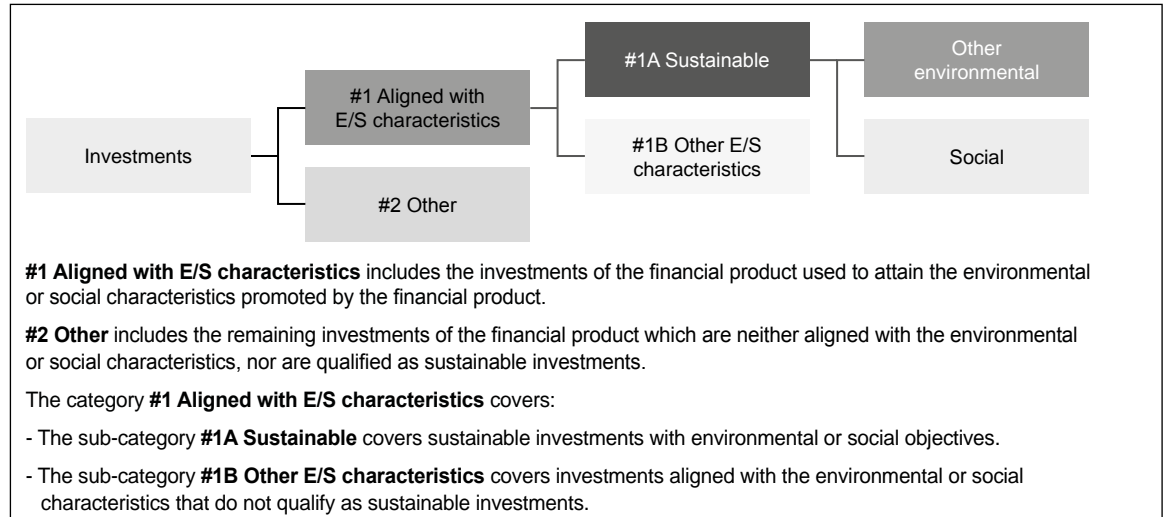 Investments
#1 Aligned with
E/S characteristics
#2 Other
#1A Sustainable
#1B Other E/S
characteristics
Other
environmental
Social
#1 Aligned with E/S characteristics includes the investments of the financial product used to attain the environmental
or social characteristics promoted by the financial product.
#2 Other includes the remaining investments of the financial product which are neither aligned with the environmental
or social characteristics, nor are qualified as sustainable investments.
The category #1 Aligned with E/S characteristics covers:
- The sub-category #1A Sustainable covers sustainable investments with environmental or social objectives.
- The sub-category #1B Other E/S characteristics covers investments aligned with the environmental or social
characteristics that do not qualify as sustainable investments.